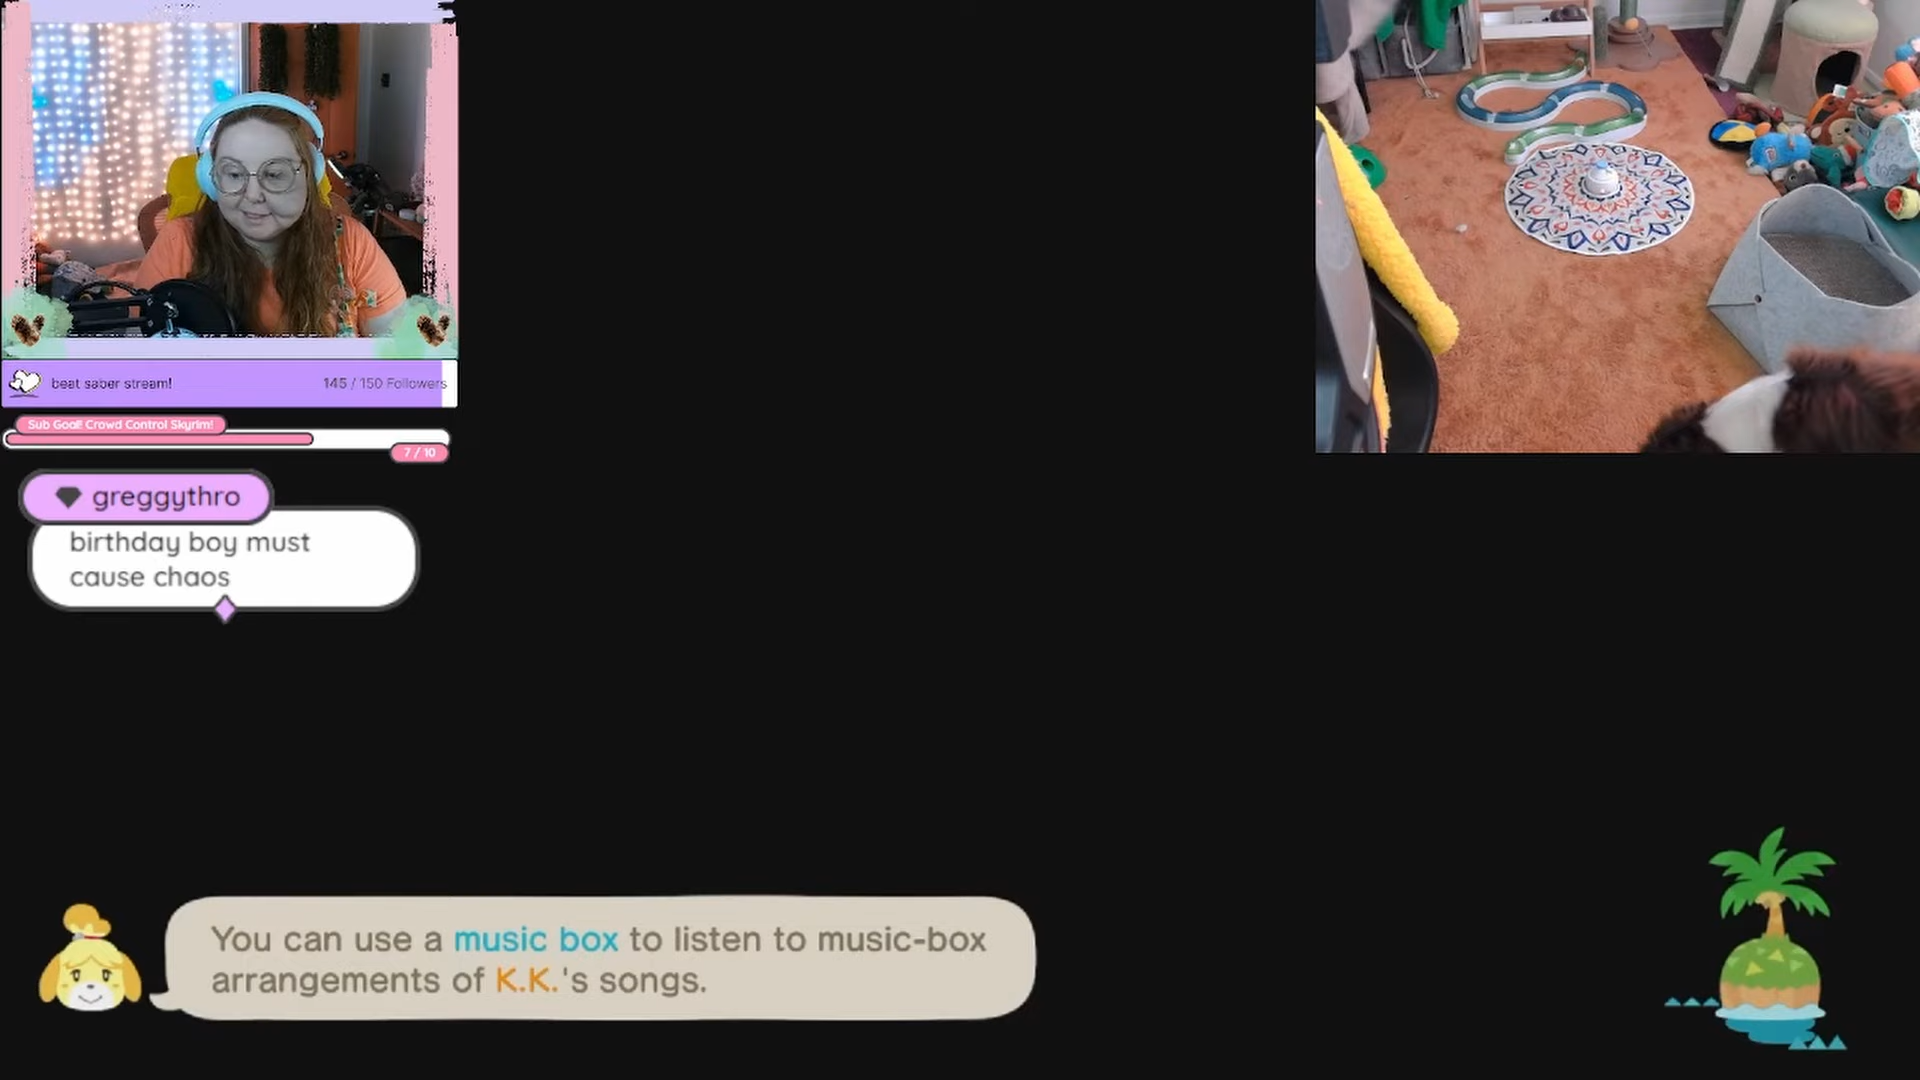 beat saber stream!
145 / 150 Followers
Sub Goal! Crowd Control Skyrim!
7 / 10
greggythro
birthday boy must
cause chaos
You can use a music box to listen to music-box
arrangements of K.K.'s songs.